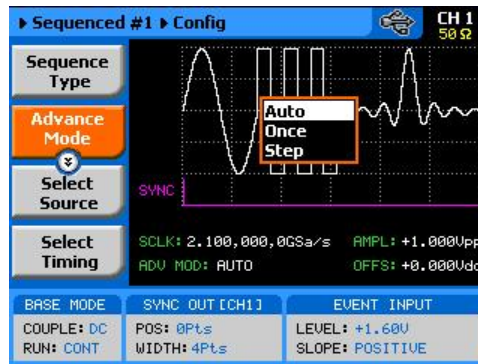 ▸ Sequenced #1 ▸ Config
CH 1
50 Ω
Sequence
Type
Advance
Mode
Select
Source
Select
Timing
Auto
Once
Step
SYNC
SCLK: 2.100,000,0GSa/s AMPL: +1.000Vpp
ADV MOD: AUTO OFFS: +0.000Vdc
BASE MODE SYNC OUT[CH1] EVENT INPUT
COUPLE: DC POS: 0Pts LEVEL: +1.60V
RUN: CONT WIDTH: 4Pts SLOPE: POSITIVE